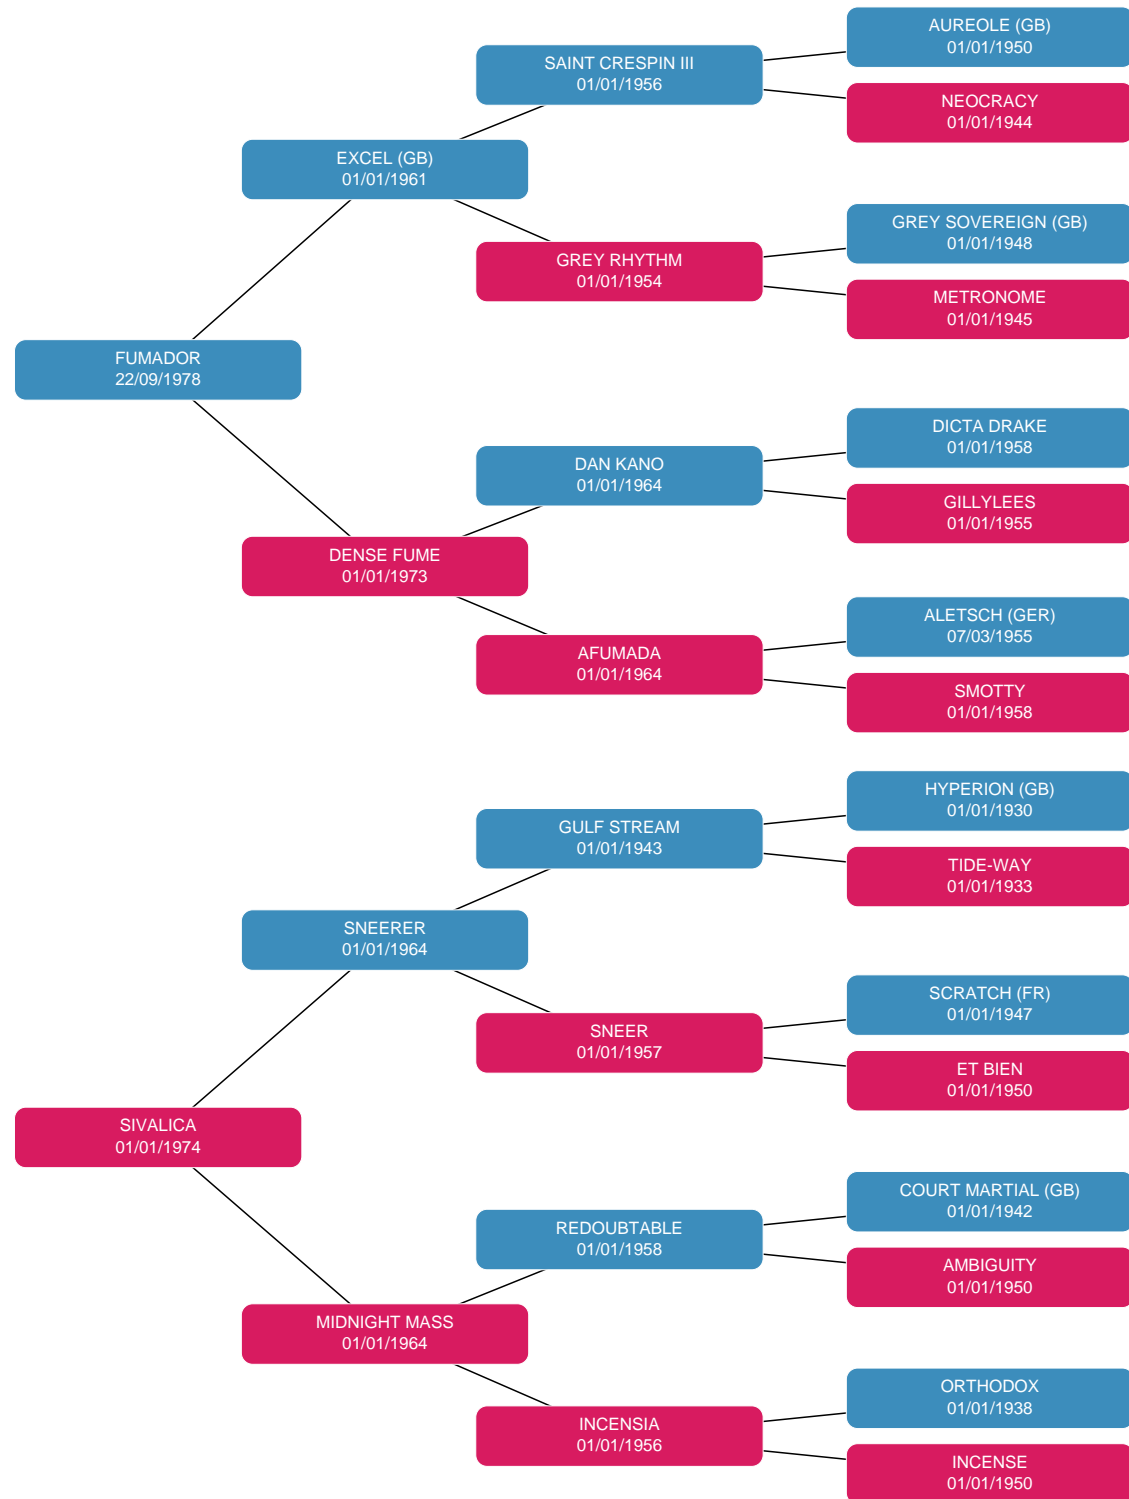 AUREOLE (GB)
01/01/1950
SAINT CRESPIN III
01/01/1956
NEOCRACY
01/01/1944
EXCEL (GB)
01/01/1961
GREY SOVEREIGN (GB)
01/01/1948
GREY RHYTHM
01/01/1954
METRONOME
01/01/1945
FUMADOR
22/09/1978
DICTA DRAKE
01/01/1958
DAN KANO
01/01/1964
GILLYLEES
01/01/1955
DENSE FUME
01/01/1973
ALETSCH (GER)
07/03/1955
AFUMADA
01/01/1964
SMOTTY
01/01/1958
HYPERION (GB)
01/01/1930
GULF STREAM
01/01/1943
TIDE-WAY
01/01/1933
SNEERER
01/01/1964
SCRATCH (FR)
01/01/1947
SNEER
01/01/1957
ET BIEN
01/01/1950
SIVALICA
01/01/1974
COURT MARTIAL (GB)
01/01/1942
REDOUBTABLE
01/01/1958
AMBIGUITY
01/01/1950
MIDNIGHT MASS
01/01/1964
ORTHODOX
01/01/1938
INCENSIA
01/01/1956
INCENSE
01/01/1950